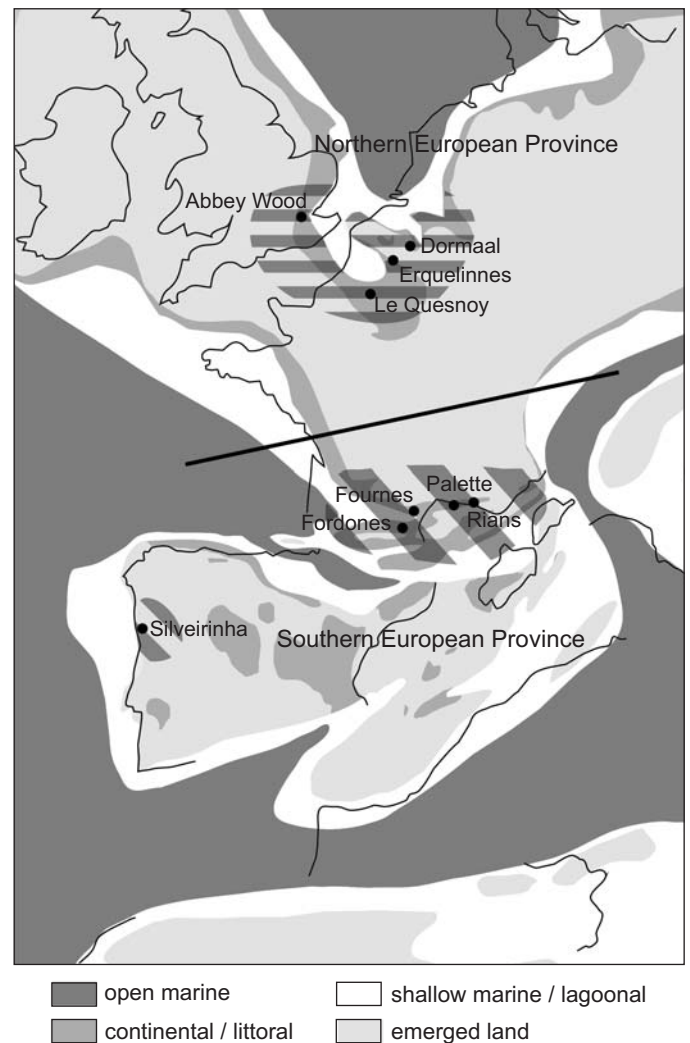 Northern European Province
Abbey Wood
Dormaal
Erquelinnes
Le Quesnoy
Palette
Fournes
Rians
Fordones
Silveirinha
Southern European Province
open marine
shallow marine / lagoonal
continental / littoral
emerged land